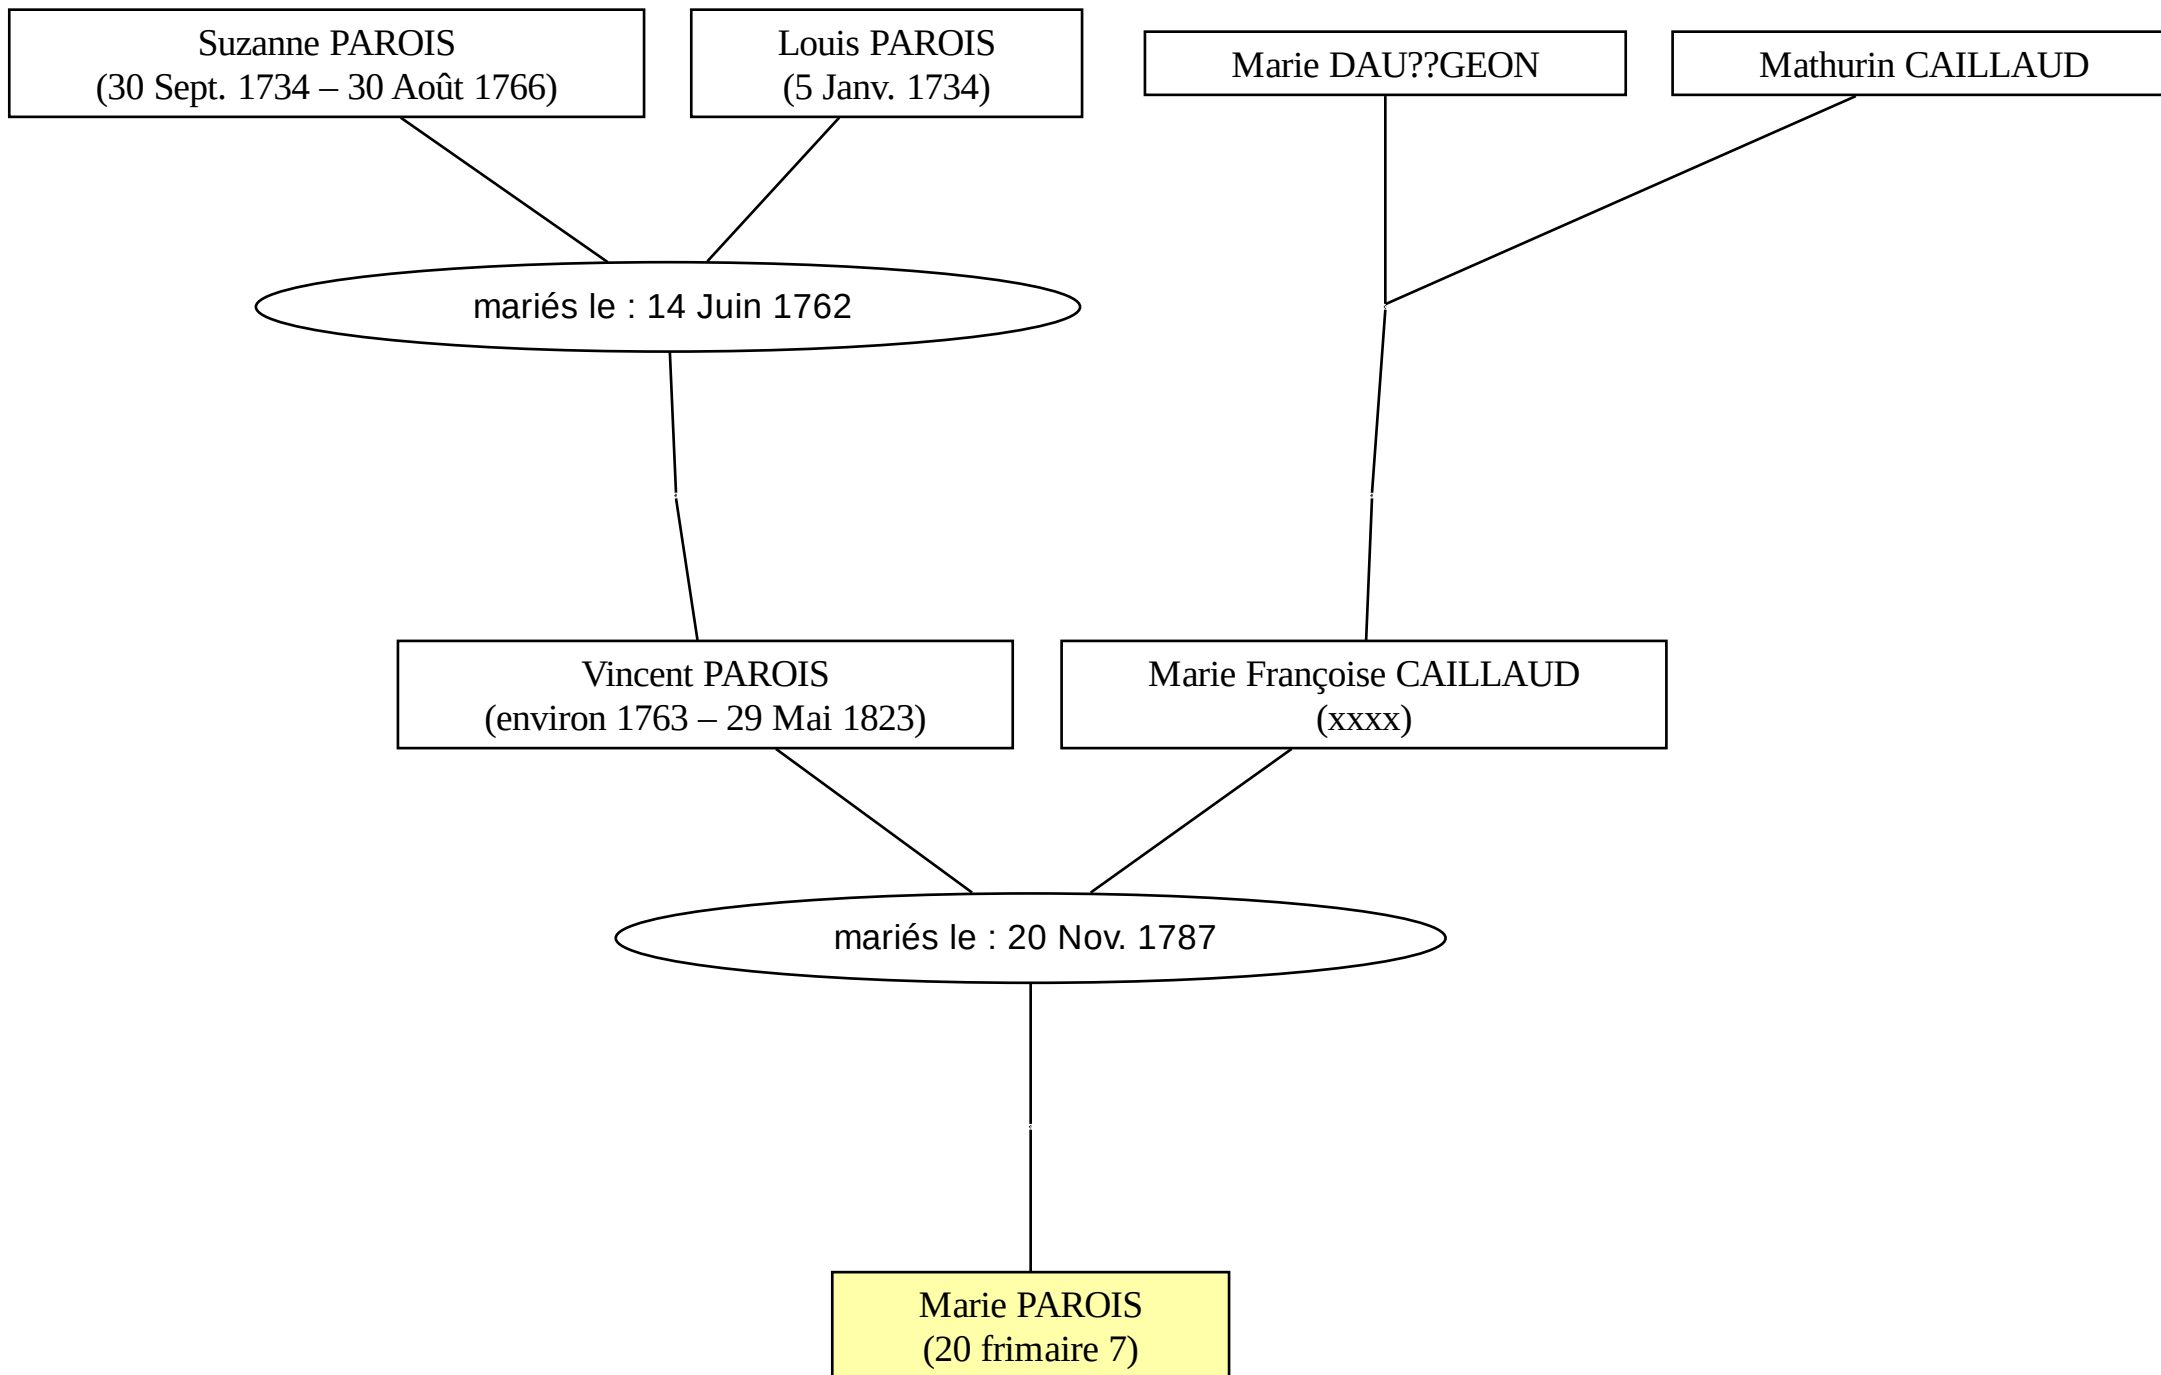 Suzanne PAROIS
(30 Sept. 1734 – 30 Août 1766)
Louis PAROIS
(5 Janv. 1734)
Marie DAU??GEON
Mathurin CAILLAUD
mariés le : 14 Juin 1762
Vincent PAROIS
(environ 1763 – 29 Mai 1823)
Marie Françoise CAILLAUD
(xxxx)
mariés le : 20 Nov. 1787
Marie PAROIS
(20 frimaire 7)